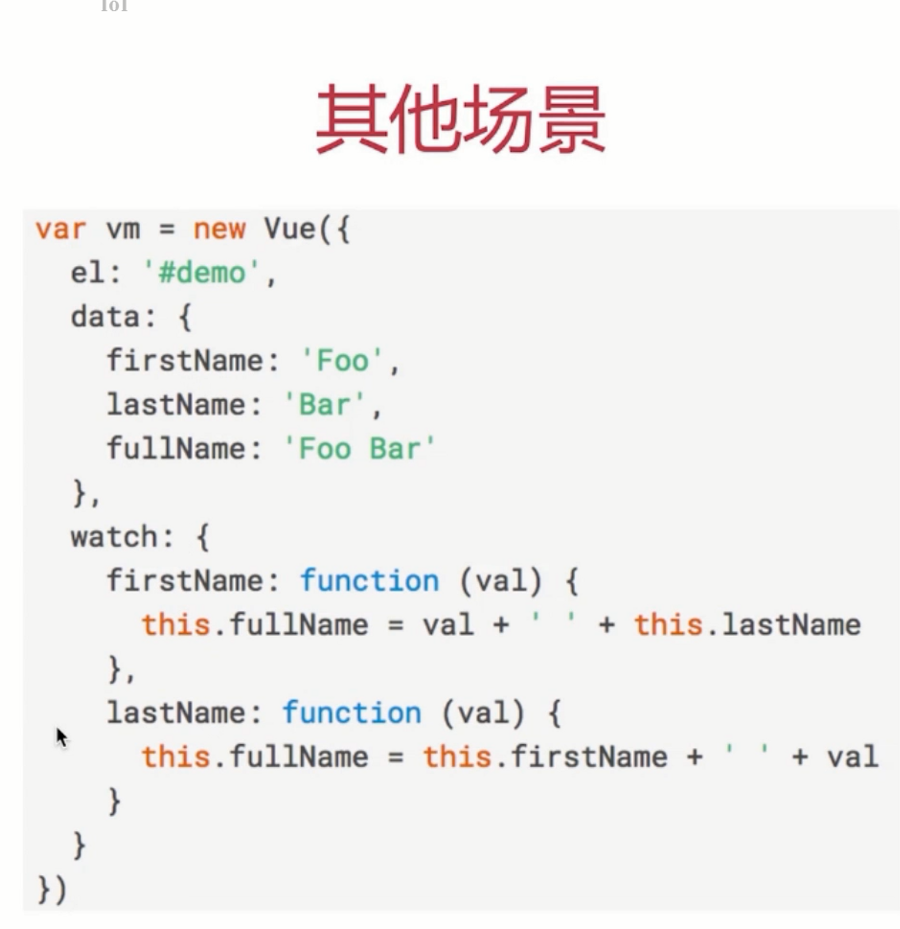 lol
其他场景
var vm = new Vue({
  el: '#demo',
  data: {
    firstName: 'Foo',
    lastName: 'Bar',
    fullName: 'Foo Bar'
  },
  watch: {
    firstName: function (val) {
      this.fullName = val + ' ' + this.lastName
    },
    lastName: function (val) {
      this.fullName = this.firstName + ' ' + val
    }
  }
})